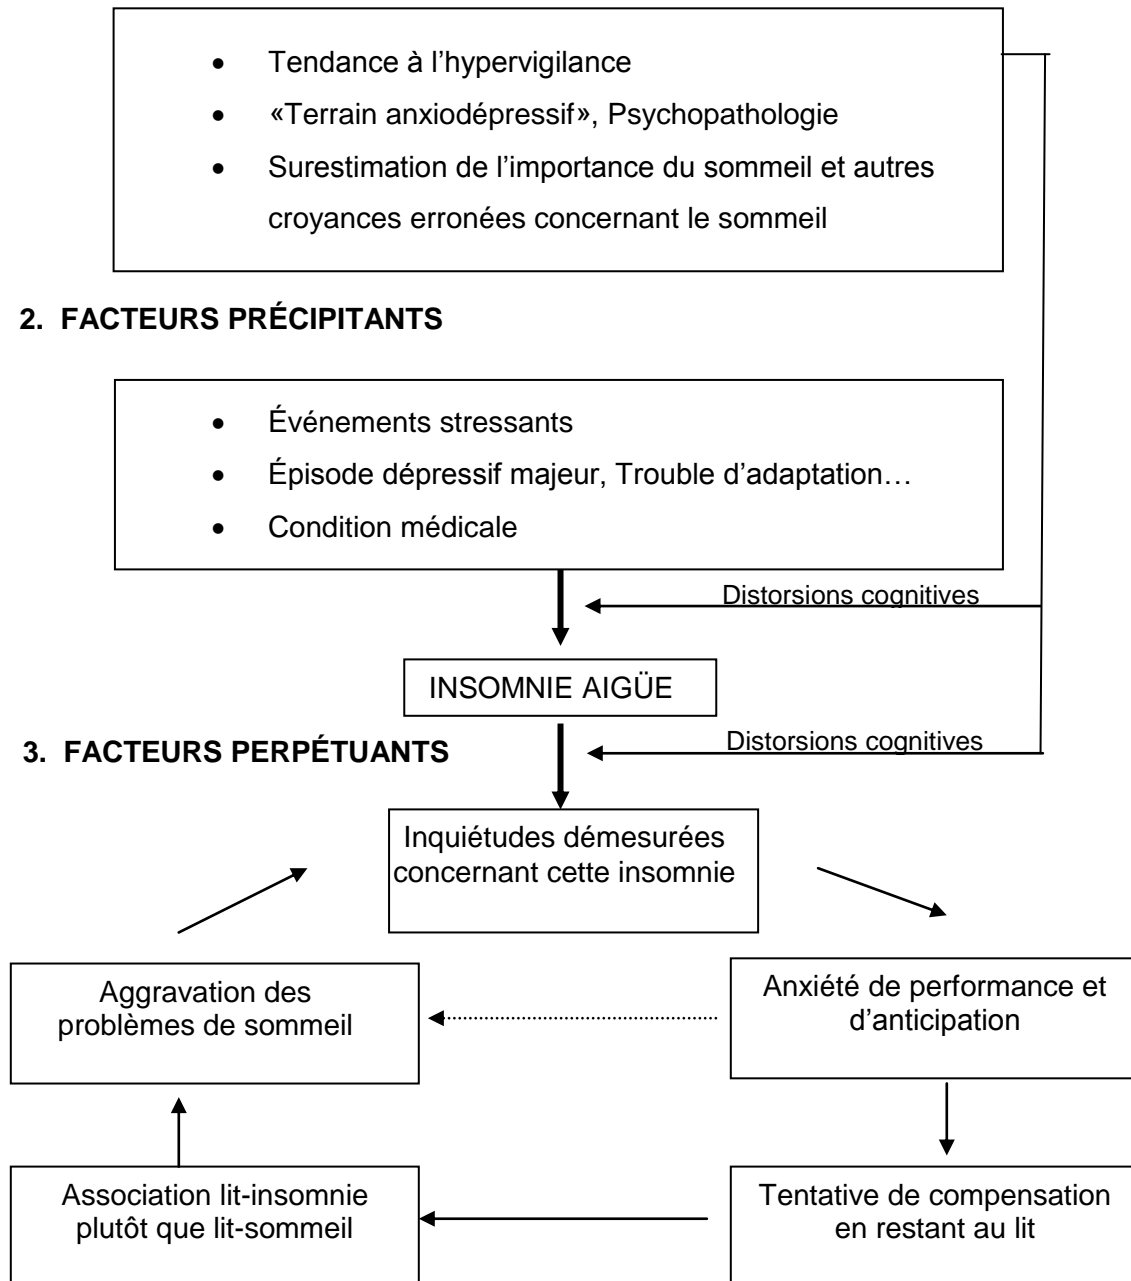 • Tendance à l’hypervigilance
• «Terrain anxiodépressif», Psychopathologie
• Surestimation de l’importance du sommeil et autres
croyances erronées concernant le sommeil
2. FACTEURS PRÉCIPITANTS
• Événements stressants
• Épisode dépressif majeur, Trouble d’adaptation…
• Condition médicale
Distorsions cognitives
INSOMNIE AIGÜE
3. FACTEURS PERPÉTUANTS
Distorsions cognitives
Inquiétudes démesurées
concernant cette insomnie
Aggravation des
problèmes de sommeil
Anxiété de performance et
d’anticipation
Association lit-insomnie
plutôt que lit-sommeil
Tentative de compensation
en restant au lit